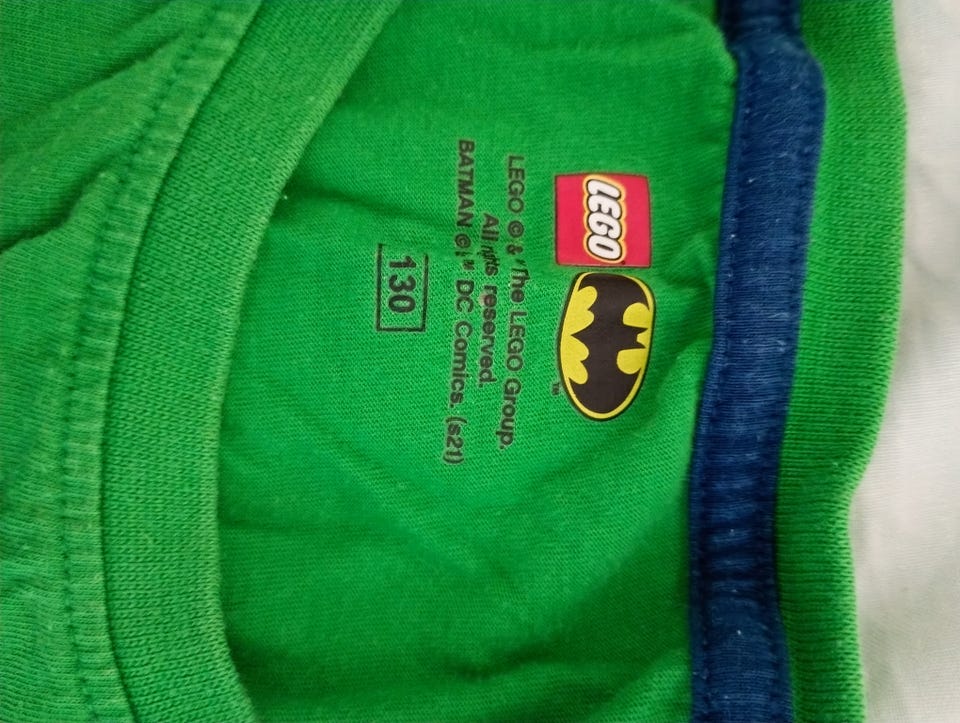 LEGO
TM
LEGO © & The LEGO Group.
All rights reserved.
BATMAN © & ™ DC Comics. (s21)
130